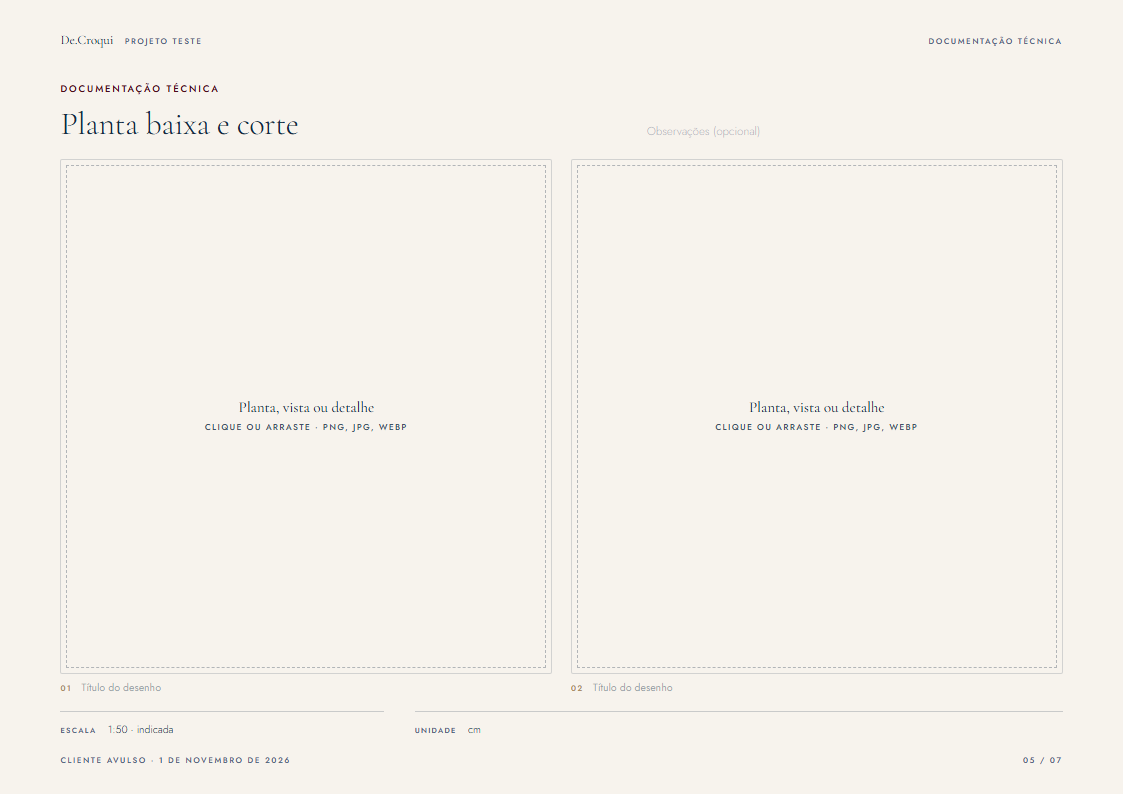 De.Croqui PROJETO TESTE DOCUMENTAÇÃO TÉCNICA
DOCUMENTAÇÃO TÉCNICA
Planta baixa e corte
Observações (opcional)
Planta, vista ou detalhe
CLIQUE OU ARRASTE · PNG, JPG, WEBP
Planta, vista ou detalhe
CLIQUE OU ARRASTE · PNG, JPG, WEBP
01 Título do desenho
02 Título do desenho
ESCALA 1:50 · indicada
UNIDADE cm
CLIENTE AVULSO · 1 DE NOVEMBRO DE 2026
05 / 07